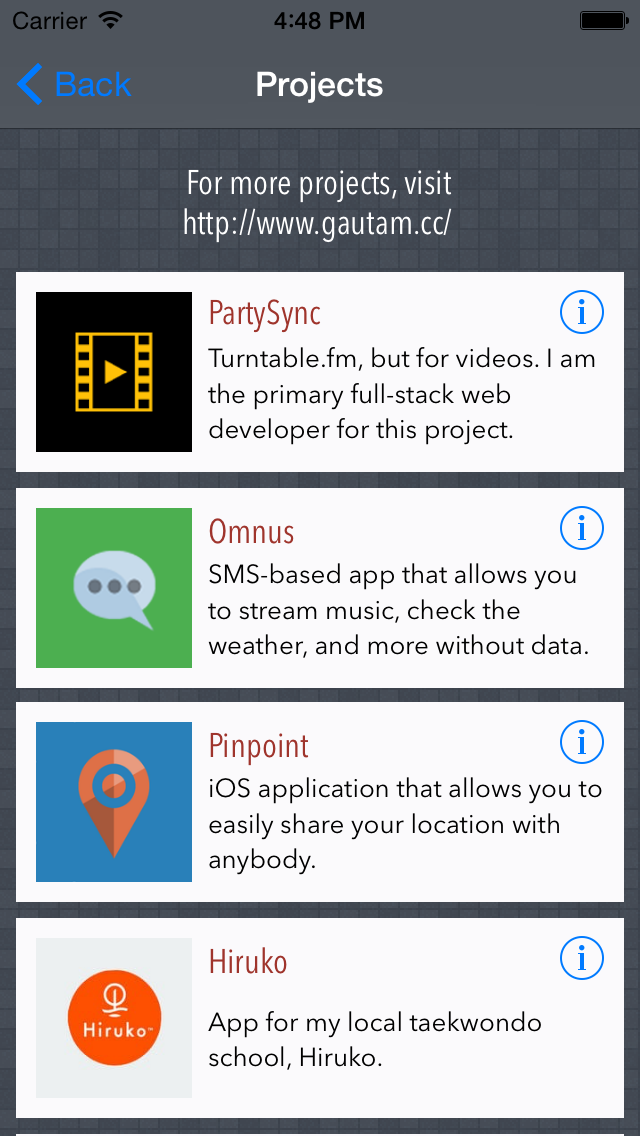 Carrier 4:48 PM
Back Projects
For more projects, visit
http://www.gautam.cc/
PartySync
Turntable.fm, but for videos. I am
the primary full-stack web
developer for this project.
Omnus
SMS-based app that allows you
to stream music, check the
weather, and more without data.
Pinpoint
iOS application that allows you to
easily share your location with
anybody.
Hiruko
Hiruko™
App for my local taekwondo
school, Hiruko.